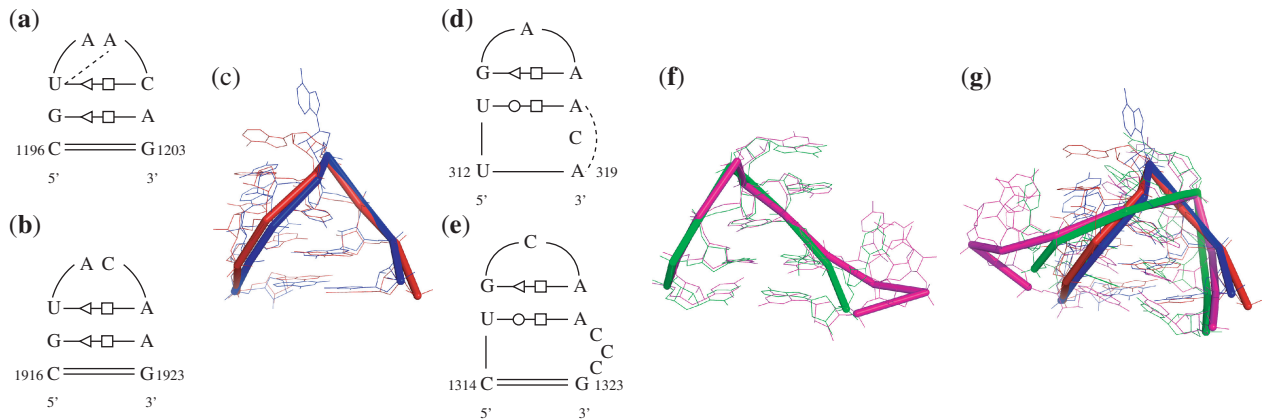 (a)
A A
U C
G A
1196 C G 1203
5' 3'
(b)
A C
U A
G A
1916 C G 1923
5' 3'
(c)
(d)
A
G A
U A
C
312 U A 319
5' 3'
(e)
C
G A
U A
C
C
C
1314 C G 1323
5' 3'
(f)
(g)